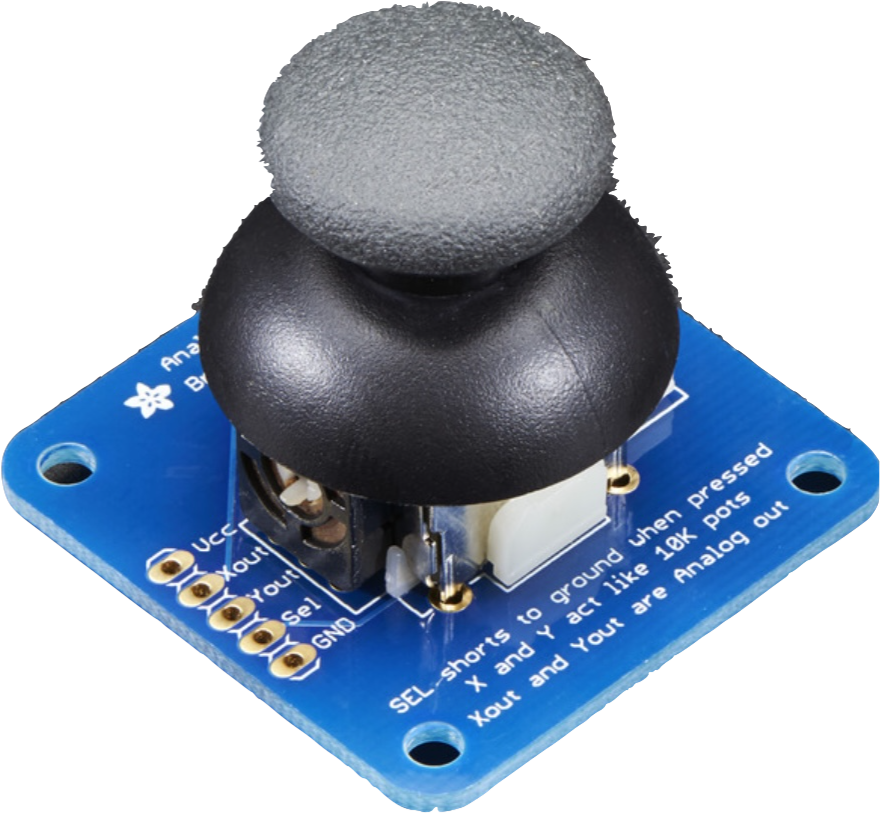 Vcc
Xout
Yout
Sel
GND
SEL shorts to ground when pressed
X and Y act like 10K pots
Xout and Yout are Analog out